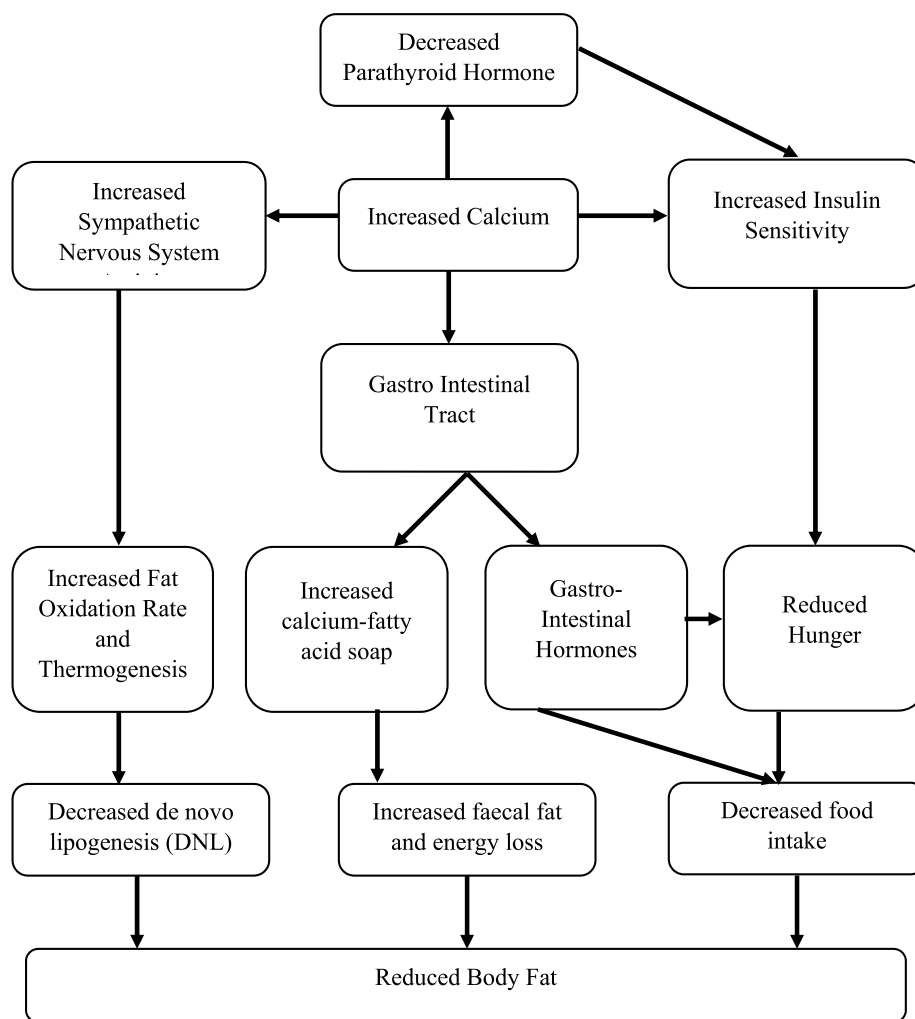 Decreased
Parathyroid Hormone
Increased
Sympathetic
Nervous System
Increased Calcium
Increased Insulin
Sensitivity
Gastro Intestinal
Tract
Increased Fat
Oxidation Rate
and
Thermogenesis
Increased
calcium-fatty
acid soap
Gastro-
Intestinal
Hormones
Reduced
Hunger
Decreased de novo
lipogenesis (DNL)
Increased faecal fat
and energy loss
Decreased food
intake
Reduced Body Fat